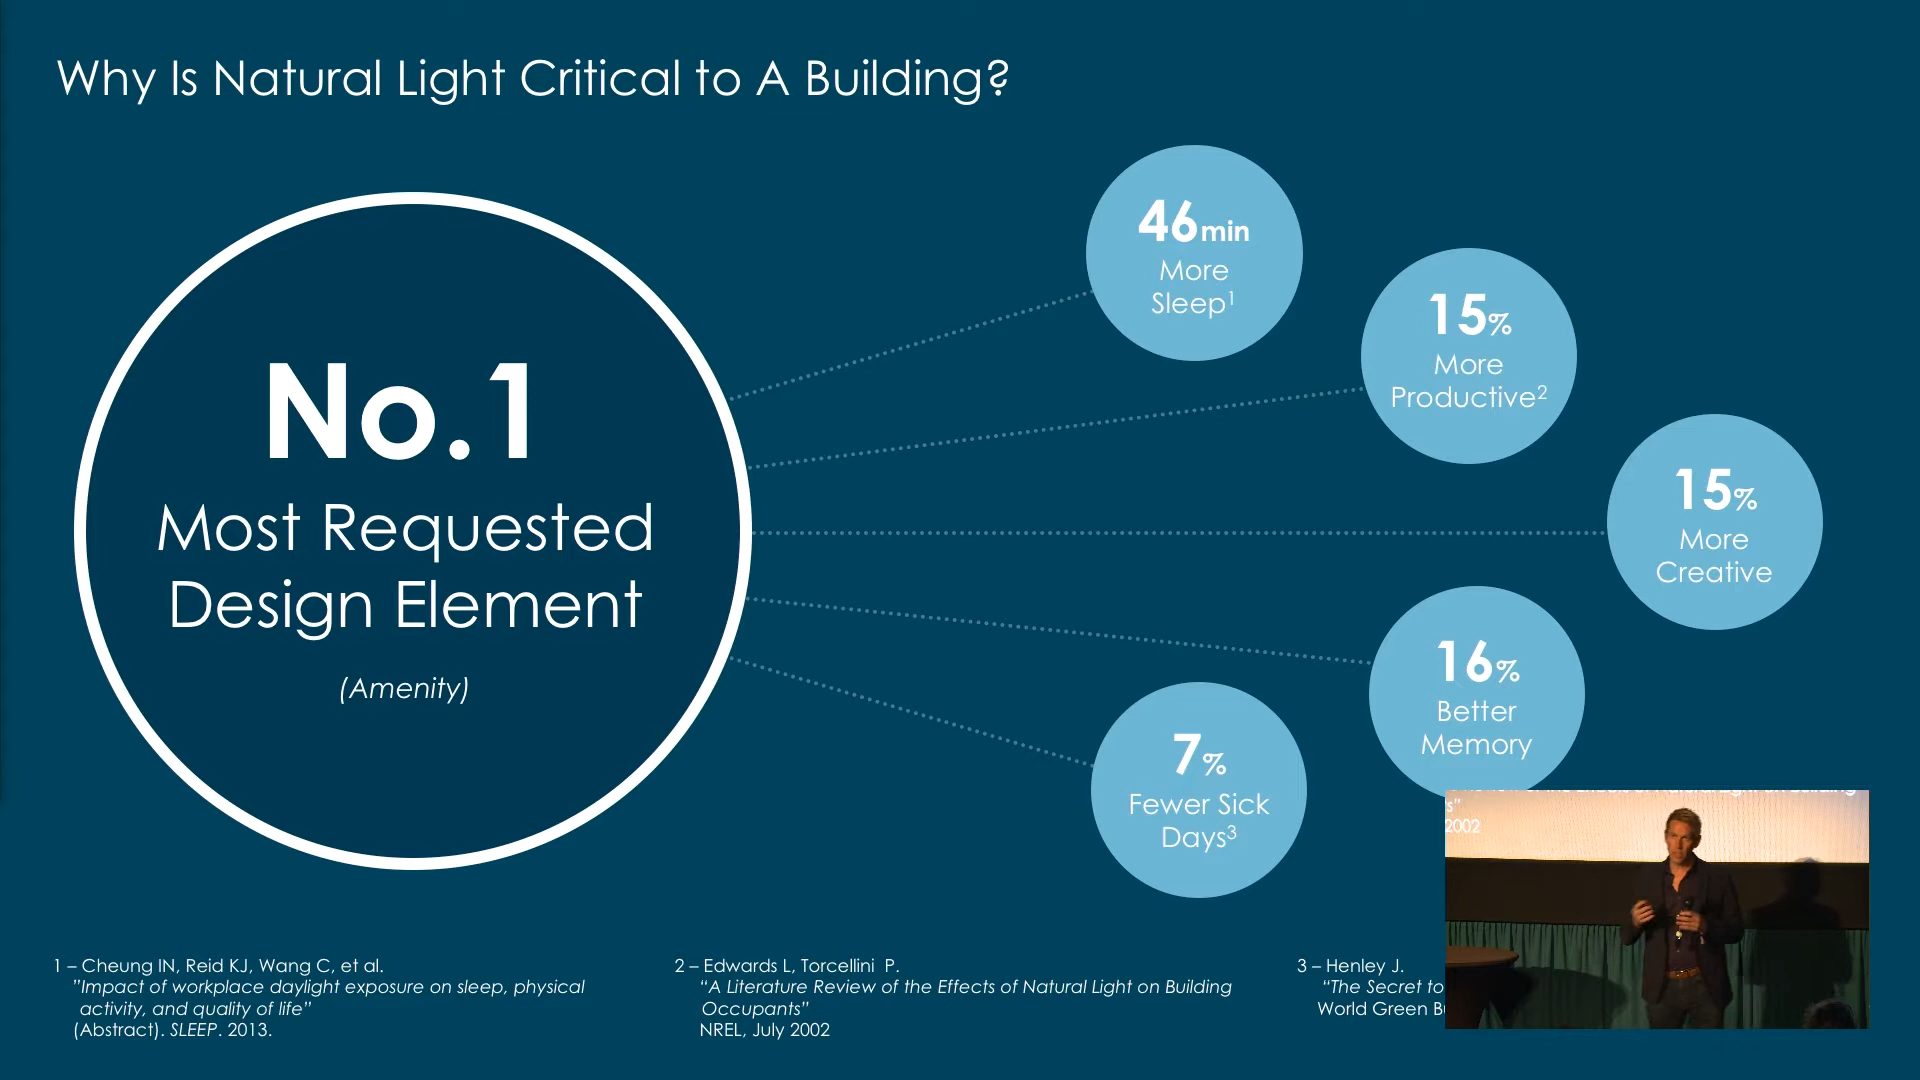 Why Is Natural Light Critical to A Building?
No.1
Most Requested
Design Element
(Amenity)
46min
More
Sleep¹
15%
More
Productive²
15%
More
Creative
16%
Better
Memory
7%
Fewer Sick
Days³
1 – Cheung IN, Reid KJ, Wang C, et al.
"Impact of workplace daylight exposure on sleep, physical
activity, and quality of life"
(Abstract). SLEEP. 2013.
2 – Edwards L, Torcellini P.
"A Literature Review of the Effects of Natural Light on Building
Occupants"
NREL, July 2002
3 – Henley J.
"The Secret to
World Green
s"
2002